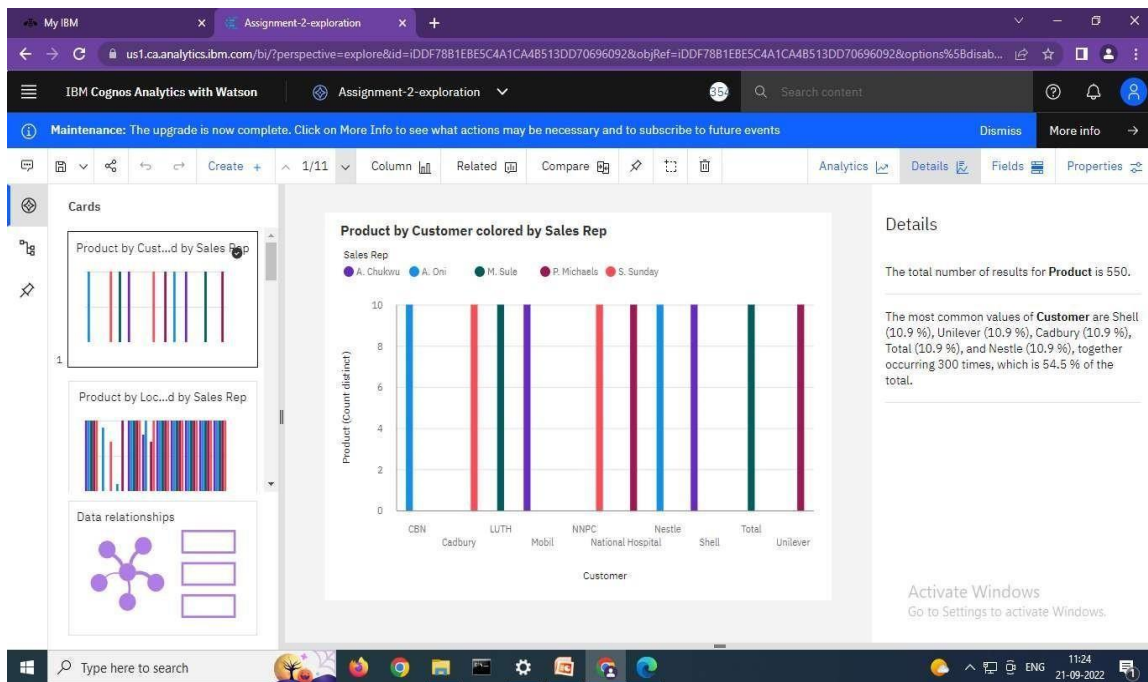 My IBM
Assignment-2-exploration
us1.ca.analytics.ibm.com/bi/?perspective=explore&id=iDDF78B1EBE5C4A1CA4B513DD70696092&objRef=iDDF78B1EBE5C4A1CA4B513DD70696092&options%5Bdisab...
IBM Cognos Analytics with Watson
Assignment-2-exploration
354
Search content
Maintenance: The upgrade is now complete. Click on More Info to see what actions may be necessary and to subscribe to future events
Dismiss
More info
Create +
1/11
Column
Related
Compare
Analytics
Details
Fields
Properties
Cards
Product by Cust...d by Sales Rep
1
Product by Loc...d by Sales Rep
Data relationships
Product by Customer colored by Sales Rep
Sales Rep
A. Chukwu A. Oni M. Sule P. Michaels S. Sunday
Product (Count distinct)
10
8
6
4
2
0
CBN LUTH NNPC Nestle Total
Cadbury Mobil National Hospital Shell Unilever
Customer
Details
The total number of results for Product is 550.
The most common values of Customer are Shell
(10.9 %), Unilever (10.9 %), Cadbury (10.9 %),
Total (10.9 %), and Nestle (10.9 %), together
occurring 300 times, which is 54.5 % of the
total.
Activate Windows
Go to Settings to activate Windows.
Type here to search
ENG
11:24
21-09-2022
1